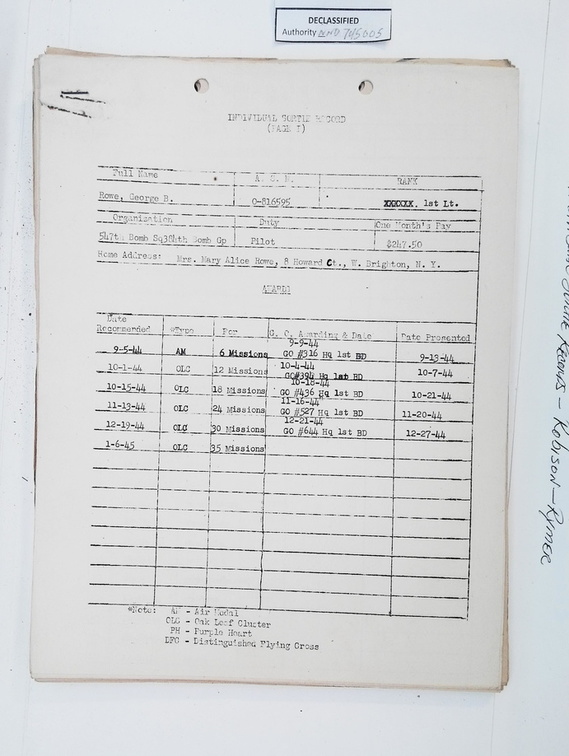 DECLASSIFIED
Authority NND 745005
INDIVIDUAL SORTIE RECORD
(PAGE I)
Full Name A. S. N. RANK
Rowe, George B. O-816595 XXXXXX. 1st Lt.
Organization Duty One Month's Pay
547th Bomb Sq384th Bomb Gp Pilot $247.50
Home Address: Mrs. Mary Alice Rowe, 8 Howard Ct., W. Brighton, N. Y.
AWARDS
Date Recommended *Type For G. O. Awarding & Date Date Presented
9-5-44 AM 6 Missions 9-9-44 GO #316 Hq 1st BD 9-13-44
10-1-44 OLC 12 Missions 10-4-44 GO#394 Hq 1st BD 10-7-44
10-15-44 OLC 18 Missions 10-18-44 GO #436 Hq 1st BD 10-21-44
11-13-44 OLC 24 Missions 11-16-44 GO #527 Hq 1st BD 11-20-44
12-19-44 OLC 30 Missions 12-21-44 GO #644 Hq 1st BD 12-27-44
1-6-45 OLC 35 Missions
*Note: AM - Air Medal
OLC - Oak Leaf Cluster
PH - Purple Heart
DFC - Distinguished Flying Cross
Sortie Records - Robison - Rymer